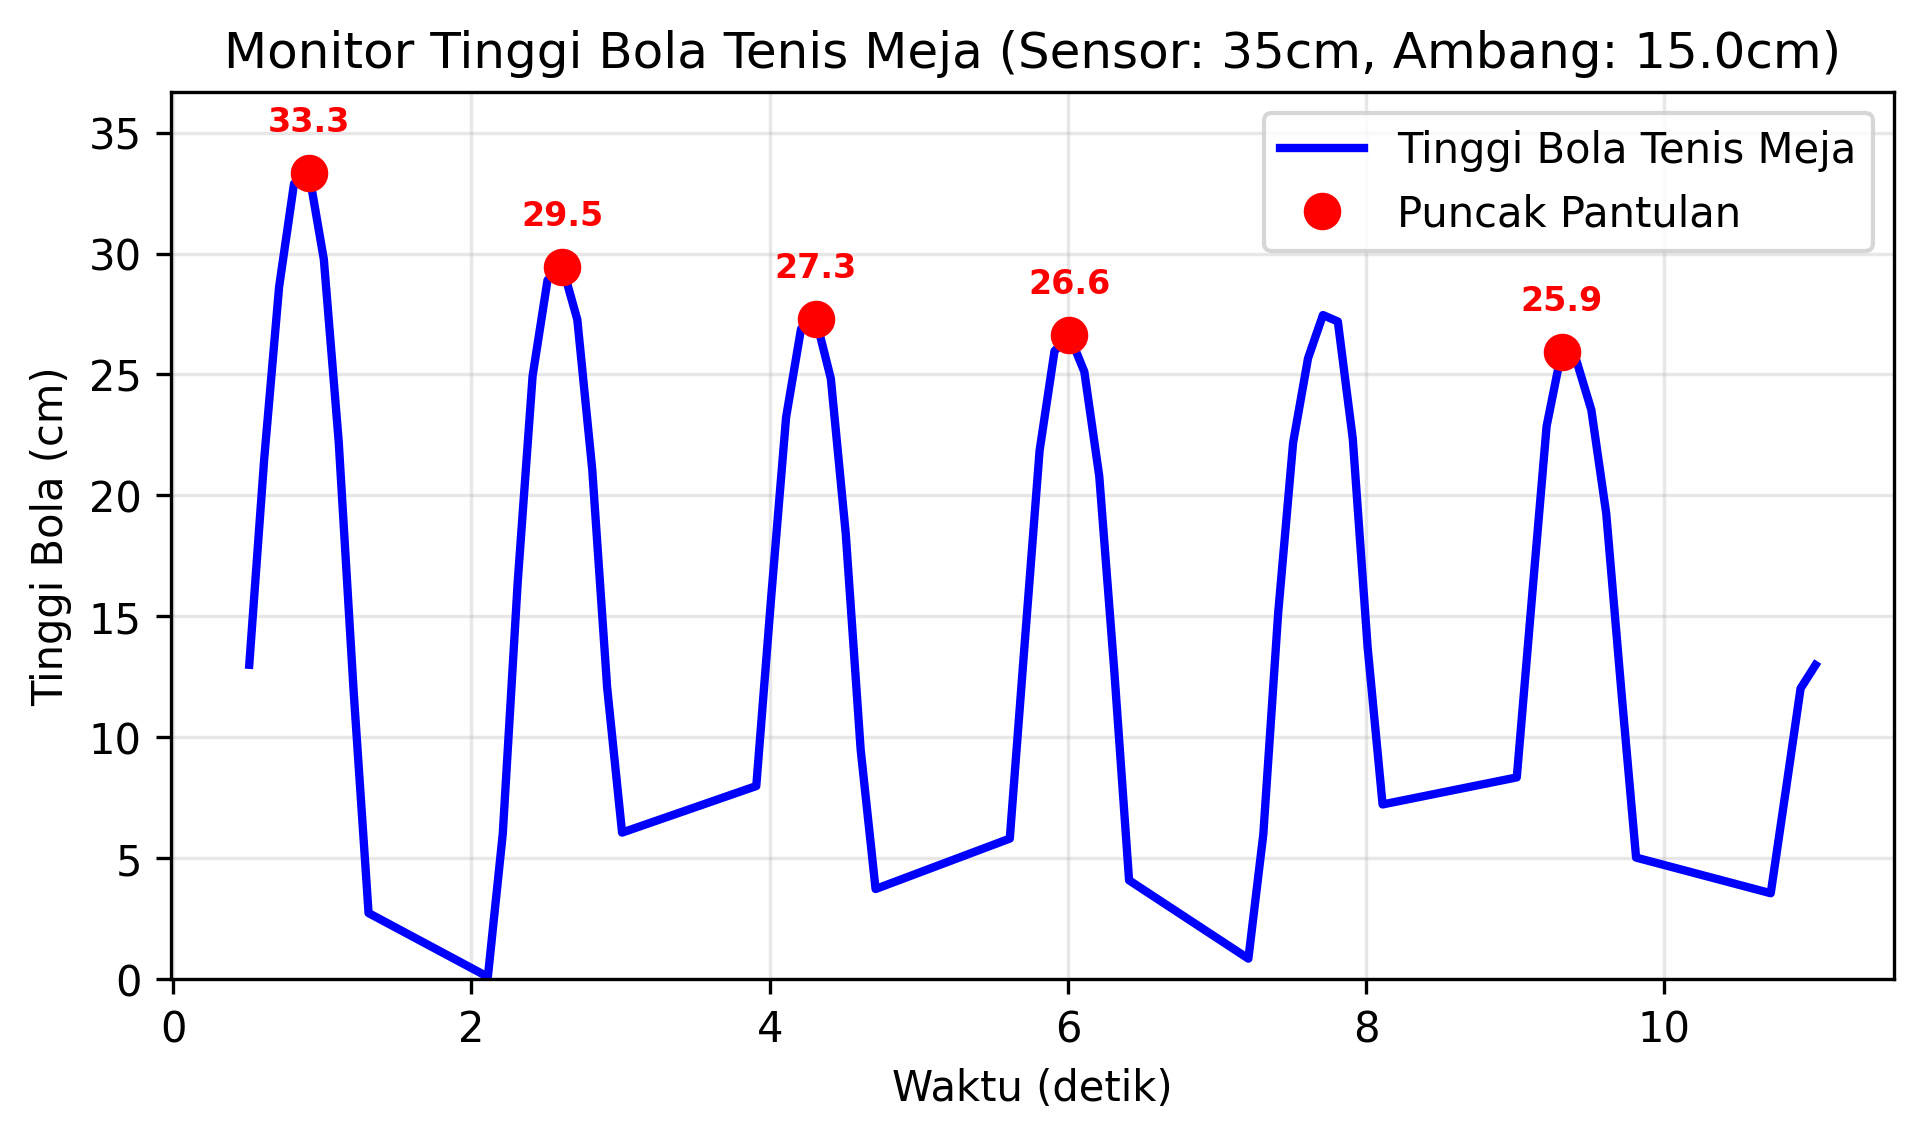 Monitor Tinggi Bola Tenis Meja (Sensor: 35cm, Ambang: 15.0cm)
Tinggi Bola Tenis Meja
Puncak Pantulan
33.3
29.5
27.3
26.6
25.9
Tinggi Bola (cm)
35
30
25
20
15
10
5
0
0 2 4 6 8 10
Waktu (detik)